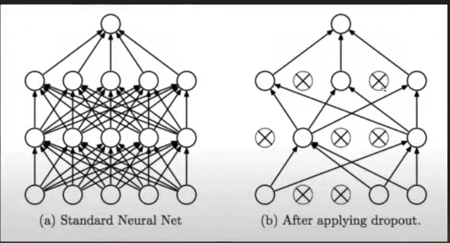 (a) Standard Neural Net
(b) After applying dropout.